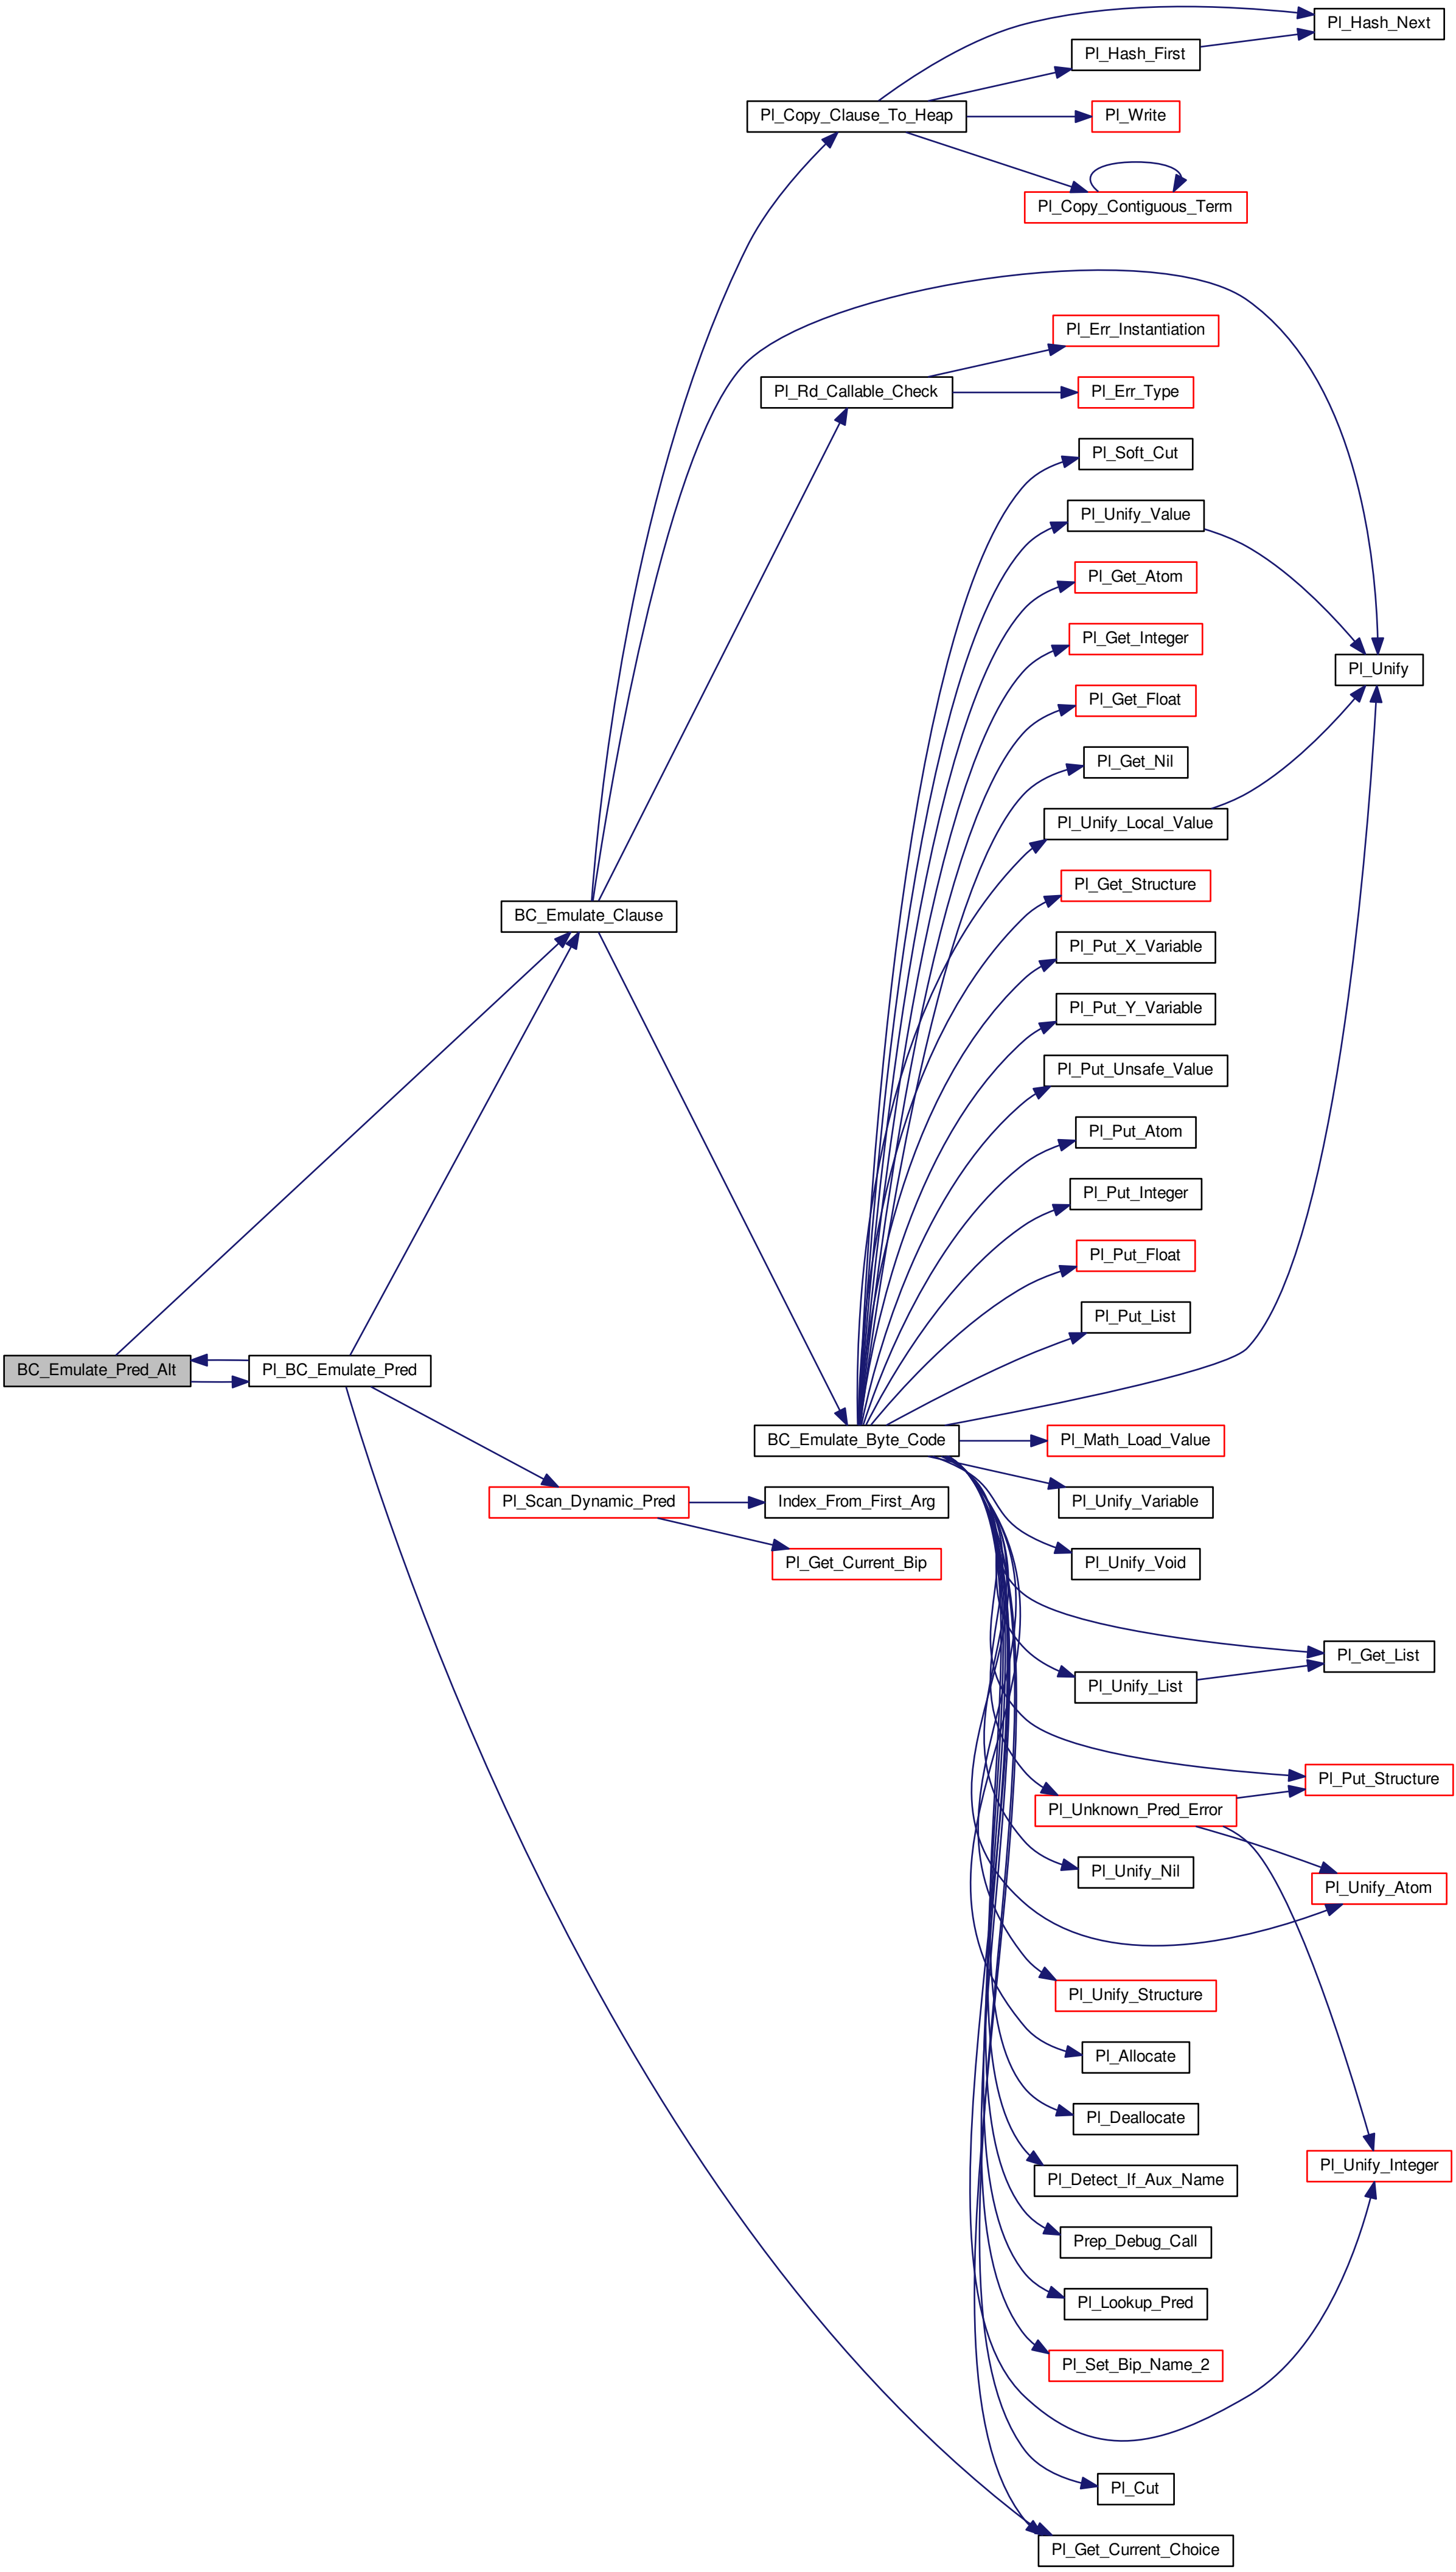 Pl_Hash_Next
Pl_Hash_First
Pl_Copy_Clause_To_Heap
Pl_Write
Pl_Copy_Contiguous_Term
Pl_Err_Instantiation
Pl_Rd_Callable_Check
Pl_Err_Type
Pl_Soft_Cut
Pl_Unify_Value
Pl_Get_Atom
Pl_Get_Integer
Pl_Unify
Pl_Get_Float
Pl_Get_Nil
Pl_Unify_Local_Value
Pl_Get_Structure
BC_Emulate_Clause
Pl_Put_X_Variable
Pl_Put_Y_Variable
Pl_Put_Unsafe_Value
Pl_Put_Atom
Pl_Put_Integer
Pl_Put_Float
Pl_Put_List
BC_Emulate_Pred_Alt
Pl_BC_Emulate_Pred
BC_Emulate_Byte_Code
Pl_Math_Load_Value
Pl_Scan_Dynamic_Pred
Index_From_First_Arg
Pl_Unify_Variable
Pl_Get_Current_Bip
Pl_Unify_Void
Pl_Get_List
Pl_Unify_List
Pl_Put_Structure
Pl_Unknown_Pred_Error
Pl_Unify_Nil
Pl_Unify_Atom
Pl_Unify_Structure
Pl_Allocate
Pl_Deallocate
Pl_Unify_Integer
Pl_Detect_If_Aux_Name
Prep_Debug_Call
Pl_Lookup_Pred
Pl_Set_Bip_Name_2
Pl_Cut
Pl_Get_Current_Choice